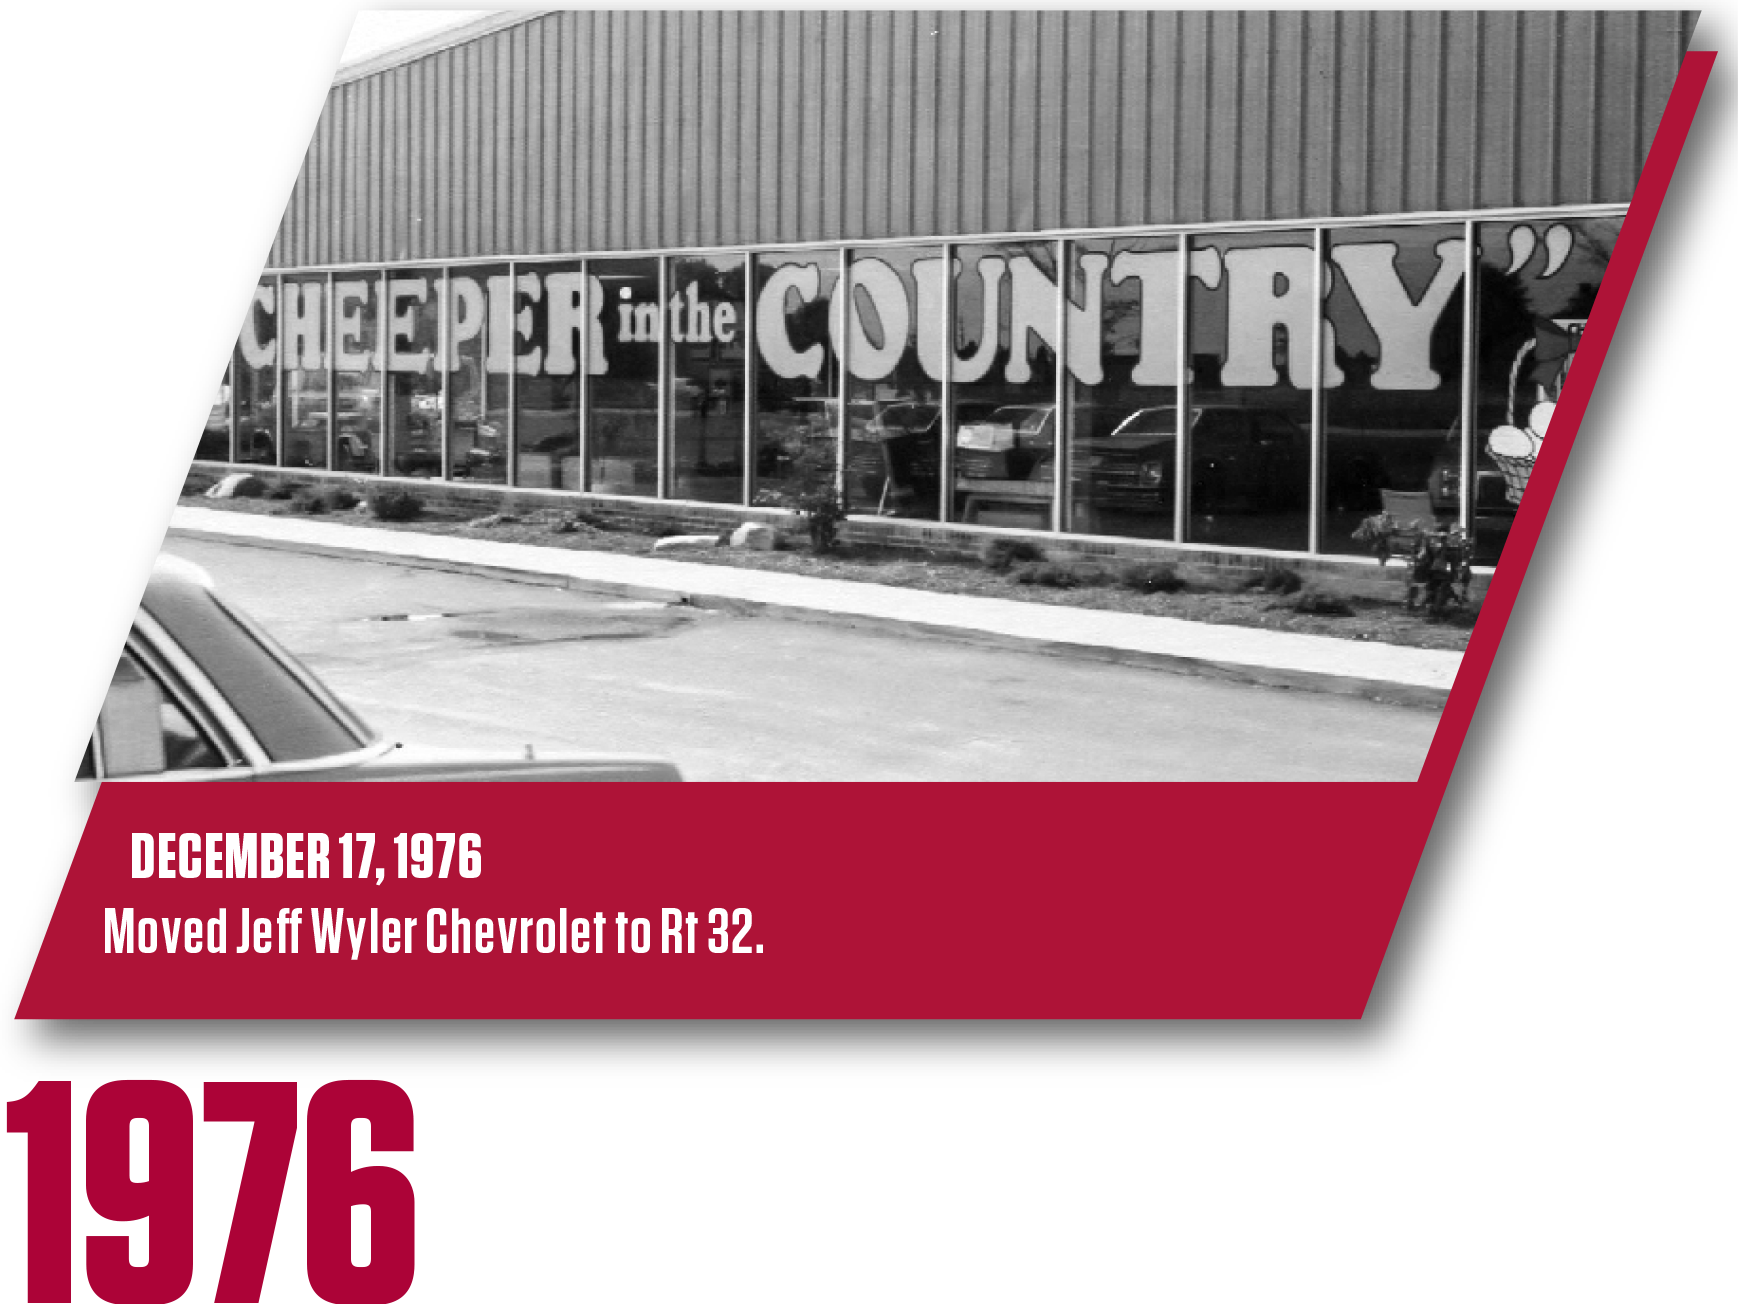 CHEEPER in the COUNTRY”
DECEMBER 17, 1976
Moved Jeff Wyler Chevrolet to Rt 32.
1976